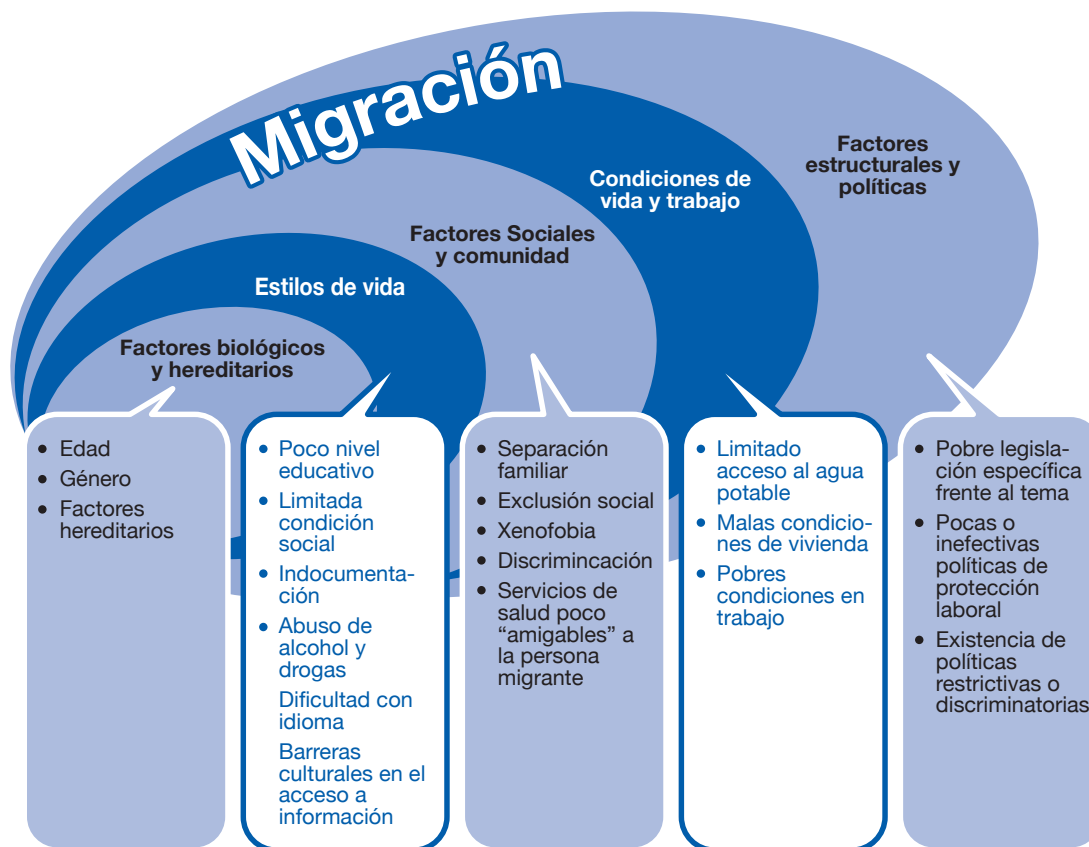 Migración
Factores
estructurales y
políticas
Condiciones de
vida y trabajo
Factores Sociales
y comunidad
Estilos de vida
Factores biológicos
y hereditarios
• Edad
• Género
• Factores
hereditarios
• Poco nivel
educativo
• Limitada
condición
social
• Indocumenta-
ción
• Abuso de
alcohol y
drogas
Dificultad con
idioma
Barreras
culturales en el
acceso a
información
• Separación
familiar
• Exclusión social
• Xenofobia
• Discrimincación
• Servicios de
salud poco
“amigables” a
la persona
migrante
• Limitado
acceso al agua
potable
• Malas condicio-
nes de vivienda
• Pobres
condiciones en
trabajo
• Pobre legisla-
ción específica
frente al tema
• Pocas o
inefectivas
políticas de
protección
laboral
• Existencia de
políticas
restrictivas o
discriminatorias